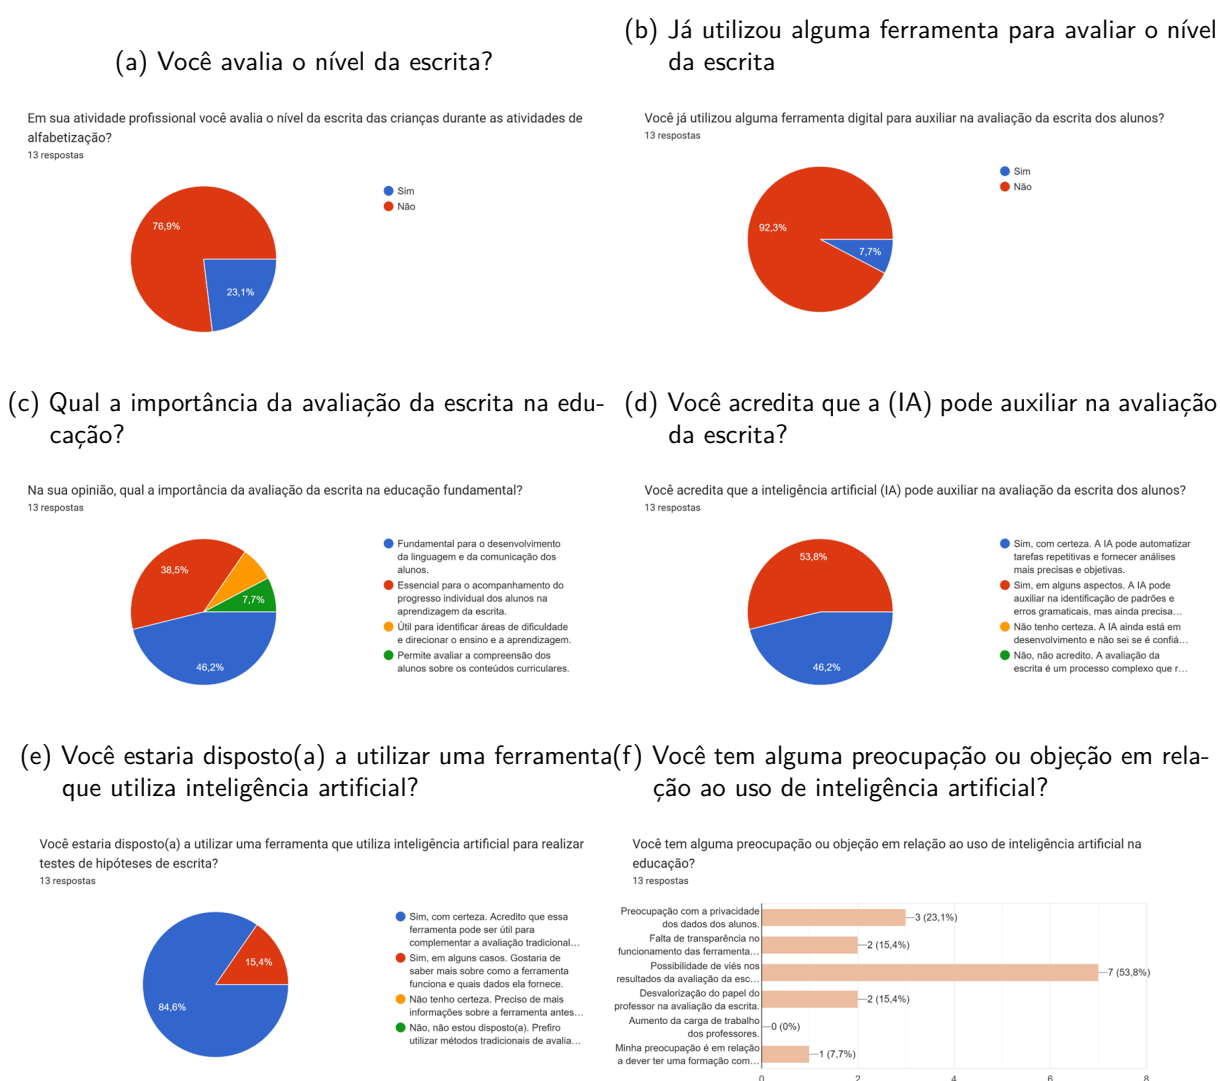 (a) Você avalia o nível da escrita?
Em sua atividade profissional você avalia o nível da escrita das crianças durante as atividades de
alfabetização?
13 respostas
Sim
Não
76,9%
23,1%
(b) Já utilizou alguma ferramenta para avaliar o nível
da escrita
Você já utilizou alguma ferramenta digital para auxiliar na avaliação da escrita dos alunos?
13 respostas
Sim
Não
92,3%
7,7%
(c) Qual a importância da avaliação da escrita na edu-
cação?
Na sua opinião, qual a importância da avaliação da escrita na educação fundamental?
13 respostas
Fundamental para o desenvolvimento
da linguagem e da comunicação dos
alunos.
Essencial para o acompanhamento do
progresso individual dos alunos na
aprendizagem da escrita.
Útil para identificar áreas de dificuldade
e direcionar o ensino e a aprendizagem.
Permite avaliar a compreensão dos
alunos sobre os conteúdos curriculares.
38,5%
7,7%
46,2%
(d) Você acredita que a (IA) pode auxiliar na avaliação
da escrita?
Você acredita que a inteligência artificial (IA) pode auxiliar na avaliação da escrita dos alunos?
13 respostas
Sim, com certeza. A IA pode automatizar
tarefas repetitivas e fornecer análises
mais precisas e objetivas.
Sim, em alguns aspectos. A IA pode
auxiliar na identificação de padrões e
erros gramaticais, mas ainda precisa…
Não tenho certeza. A IA ainda está em
desenvolvimento e não sei se é confiá…
Não, não acredito. A avaliação da
escrita é um processo complexo que r…
53,8%
46,2%
(e) Você estaria disposto(a) a utilizar uma ferramenta
que utiliza inteligência artificial?
Você estaria disposto(a) a utilizar uma ferramenta que utiliza inteligência artificial para realizar
testes de hipóteses de escrita?
13 respostas
Sim, com certeza. Acredito que essa
ferramenta pode ser útil para
complementar a avaliação tradicional…
Sim, em alguns casos. Gostaria de
saber mais sobre como a ferramenta
funciona e quais dados ela fornece.
Não tenho certeza. Preciso de mais
informações sobre a ferramenta antes…
Não, não estou disposto(a). Prefiro
utilizar métodos tradicionais de avalia…
15,4%
84,6%
(f) Você tem alguma preocupação ou objeção em rela-
ção ao uso de inteligência artificial?
Você tem alguma preocupação ou objeção em relação ao uso de inteligência artificial na
educação?
13 respostas
Preocupação com a privacidade
dos dados dos alunos.
3 (23,1%)
Falta de transparência no
funcionamento das ferramenta…
2 (15,4%)
Possibilidade de viés nos
resultados da avaliação da esc…
7 (53,8%)
Desvalorização do papel do
professor na avaliação da escrita.
2 (15,4%)
Aumento da carga de trabalho
dos professores.
0 (0%)
Minha preocupação é em relação
a dever ter uma formação com…
1 (7,7%)
0 2 4 6 8